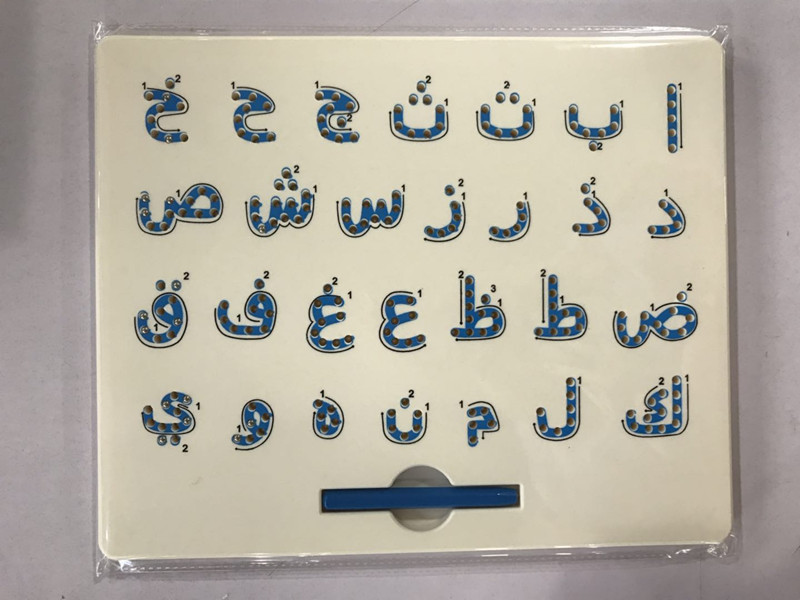 ا ب ت ث ج ح خ
د ذ ر ز س ش ص
ض ط ظ ع غ ف ق
ك ل م ن ه و ي